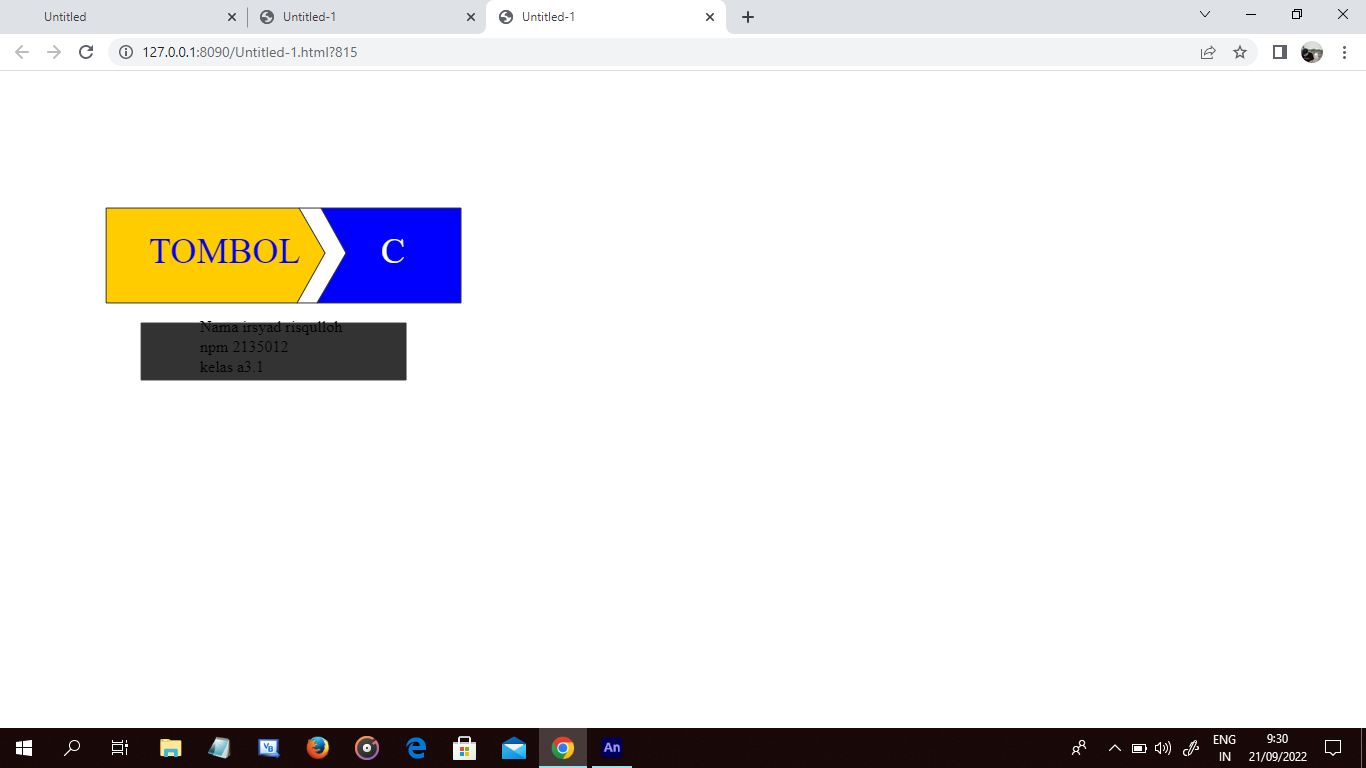 Untitled
Untitled-1
Untitled-1
127.0.0.1:8090/Untitled-1.html?815
TOMBOL
C
Nama irsyad risqulloh
npm 2135012
kelas a3.1
VB
An
ENG
IN
9:30
21/09/2022